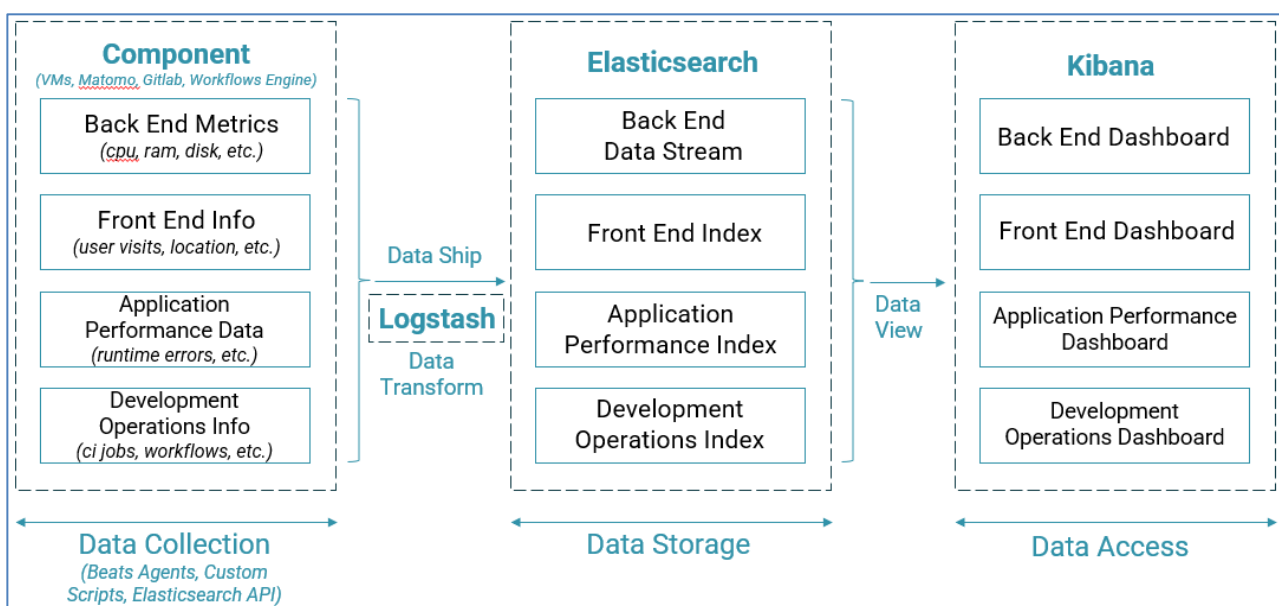 Component
(VMs, Matomo, Gitlab, Workflows Engine)
Back End Metrics
(cpu, ram, disk, etc.)
Front End Info
(user visits, location, etc.)
Application
Performance Data
(runtime errors, etc.)
Development
Operations Info
(ci jobs, workflows, etc.)
Data Collection
(Beats Agents, Custom
Scripts, Elasticsearch API)
Data Ship
Logstash
Data
Transform
Elasticsearch
Back End
Data Stream
Front End Index
Application
Performance Index
Development
Operations Index
Data Storage
Data
View
Kibana
Back End Dashboard
Front End Dashboard
Application Performance
Dashboard
Development
Operations Dashboard
Data Access